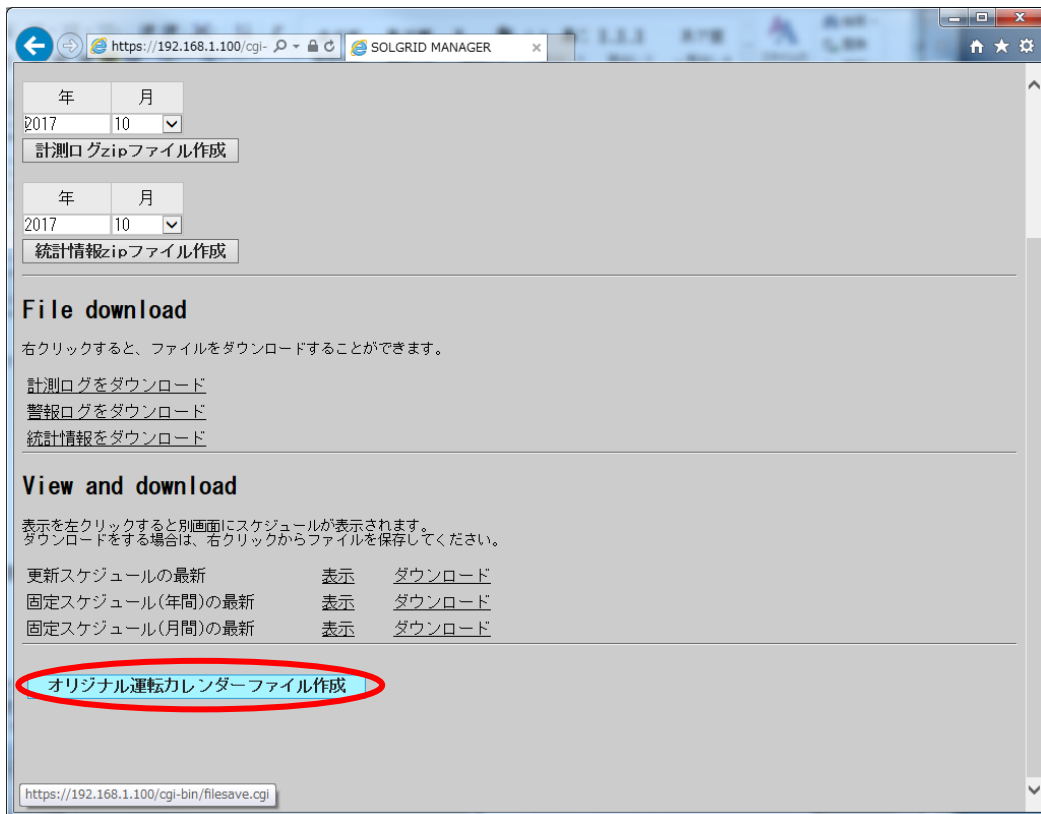 https://192.168.1.100/cgi-
SOLGRID MANAGER
年 月
2017 10
計測ログzipファイル作成
年 月
2017 10
統計情報zipファイル作成
File download
右クリックすると、ファイルをダウンロードすることができます。
計測ログをダウンロード
警報ログをダウンロード
統計情報をダウンロード
View and download
表示を左クリックすると別画面にスケジュールが表示されます。
ダウンロードをする場合は、右クリックからファイルを保存してください。
更新スケジュールの最新 表示 ダウンロード
固定スケジュール(年間)の最新 表示 ダウンロード
固定スケジュール(月間)の最新 表示 ダウンロード
オリジナル運転カレンダーファイル作成
https://192.168.1.100/cgi-bin/filesave.cgi